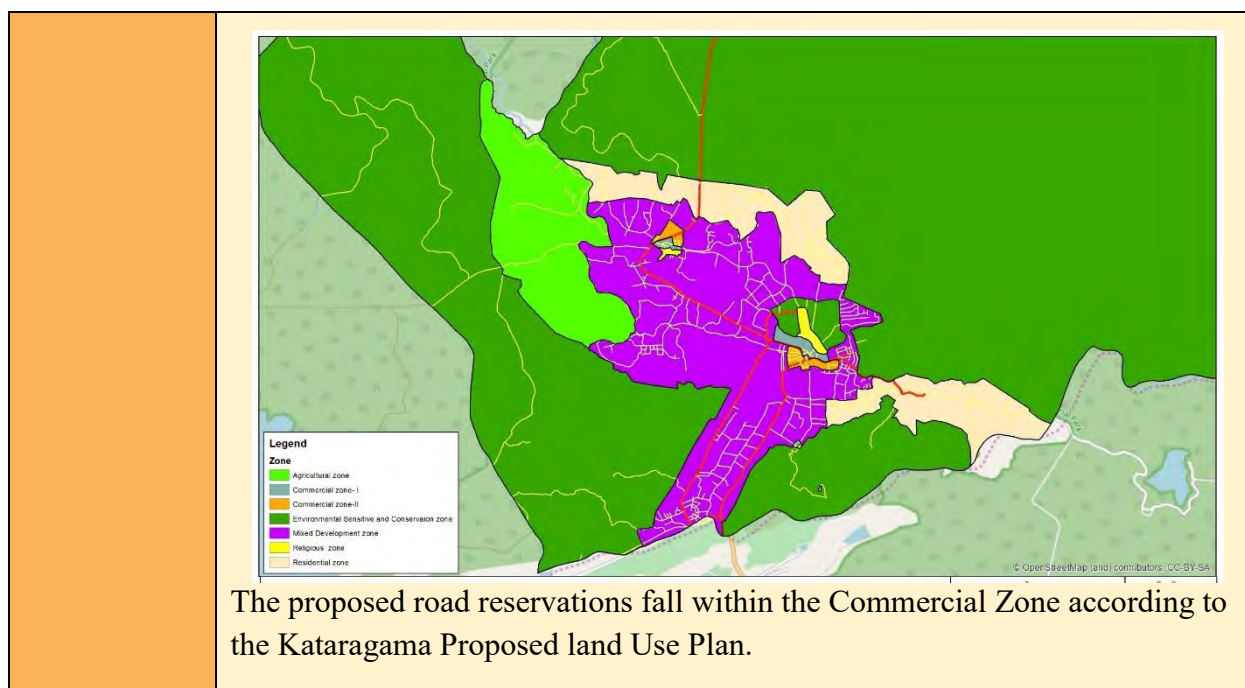 Park
Park
Legend
Zone
Agricultural zone
Commercial zone- I
Commercial zone-II
Environmental Sensitive and Conservaion zone
Mixed Development zone
Religious zone
Residential zone
© OpenStreetMap (and) contributors, CC-BY-SA
The proposed road reservations fall within the Commercial Zone according to
the Kataragama Proposed land Use Plan.